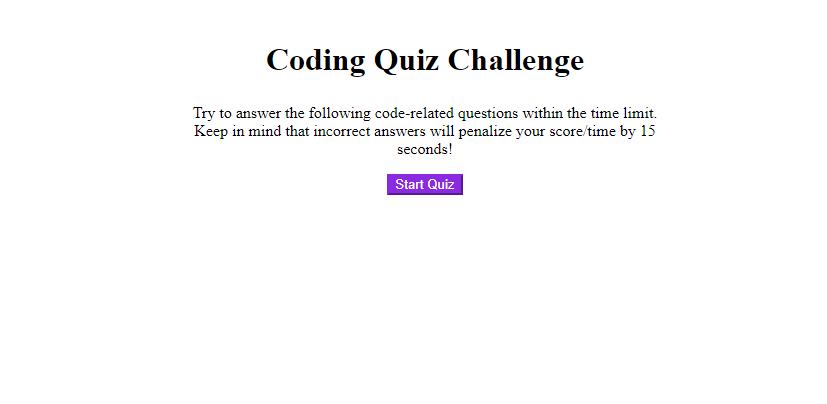 Coding Quiz Challenge
Try to answer the following code-related questions within the time limit.
Keep in mind that incorrect answers will penalize your score/time by 15
seconds!
Start Quiz